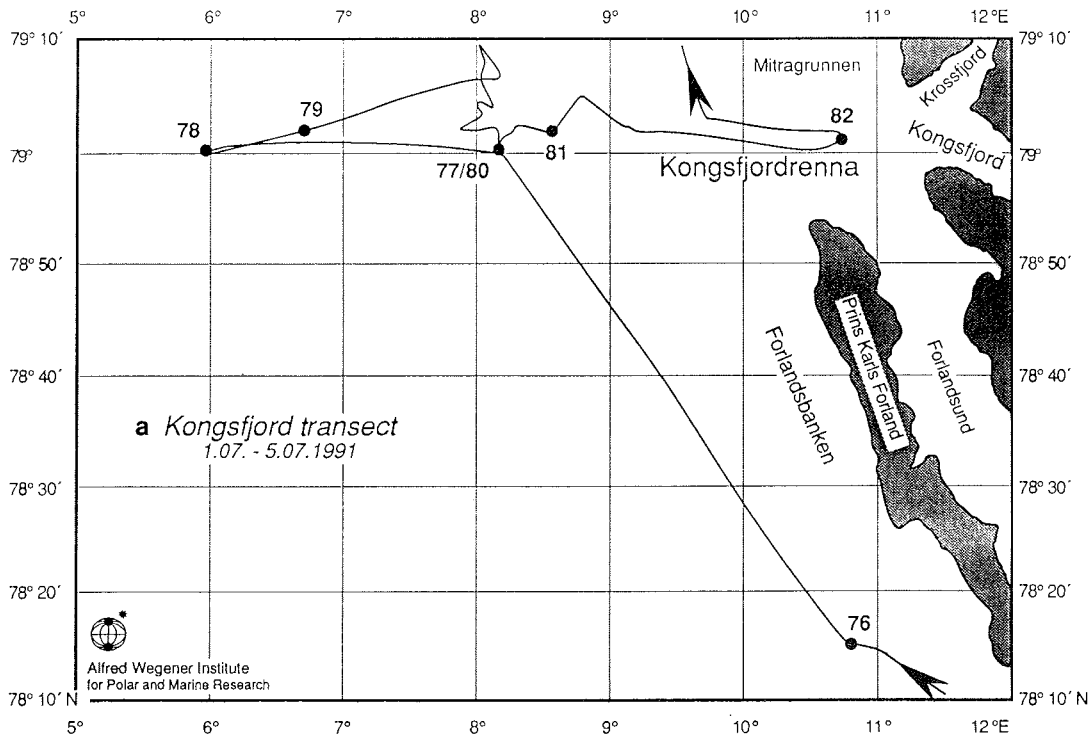 5° 6° 7° 8° 9° 10° 11° 12 °E
79° 10´ 79° 10´
Mitragrunnen
Krossfjord
79
78
82
Kongsfjord
81
79° 79°
77/80
Kongsfjordrenna
78° 50´ 78° 50´
Prins Karls Forland
Forlandsbanken
Forlandsund
78° 40´ 78° 40´
a Kongsfjord transect
1.07. - 5.07.1991
78° 30´ 78° 30´
78° 20´ 78° 20´
76
Alfred Wegener Institute
for Polar and Marine Research
78° 10´ N 78° 10´ N
5° 6° 7° 8° 9° 10° 11° 12 °E